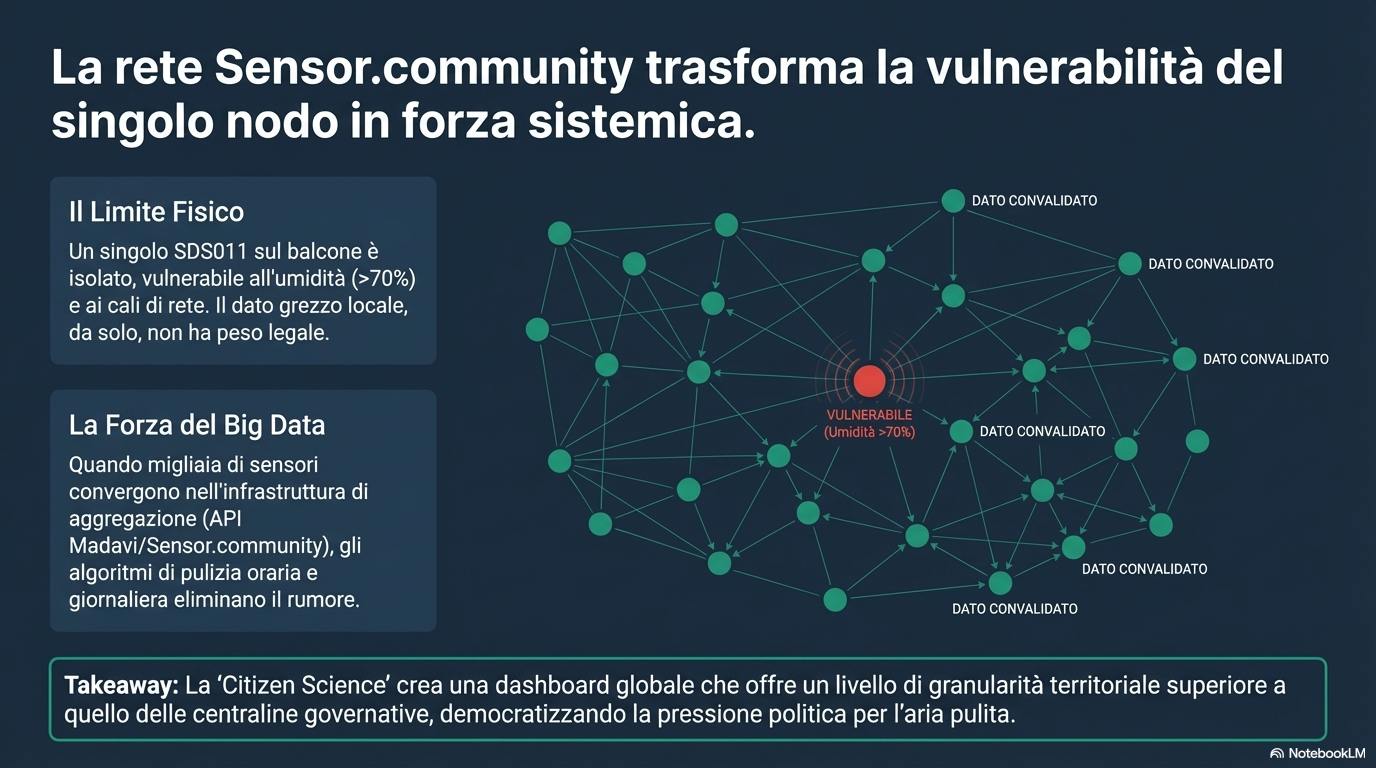 La rete Sensor.community trasforma la vulnerabilità del
singolo nodo in forza sistemica.
Il Limite Fisico
Un singolo SDS011 sul balcone è
isolato, vulnerabile all'umidità (>70%)
e ai cali di rete. Il dato grezzo locale,
da solo, non ha peso legale.
La Forza del Big Data
Quando migliaia di sensori
convergono nell'infrastruttura di
aggregazione (API
Madavi/Sensor.community), gli
algoritmi di pulizia oraria e
giornaliera eliminano il rumore.
DATO CONVALIDATO
DATO CONVALIDATO
DATO CONVALIDATO
VULNERABILE
(Umidità >70%)
DATO CONVALIDATO
DATO CONVALIDATO
DATO CONVALIDATO
Takeaway: La ‘Citizen Science’ crea una dashboard globale che offre un livello di granularità territoriale superiore a
quello delle centraline governative, democratizzando la pressione politica per l’aria pulita.
NotebookLM